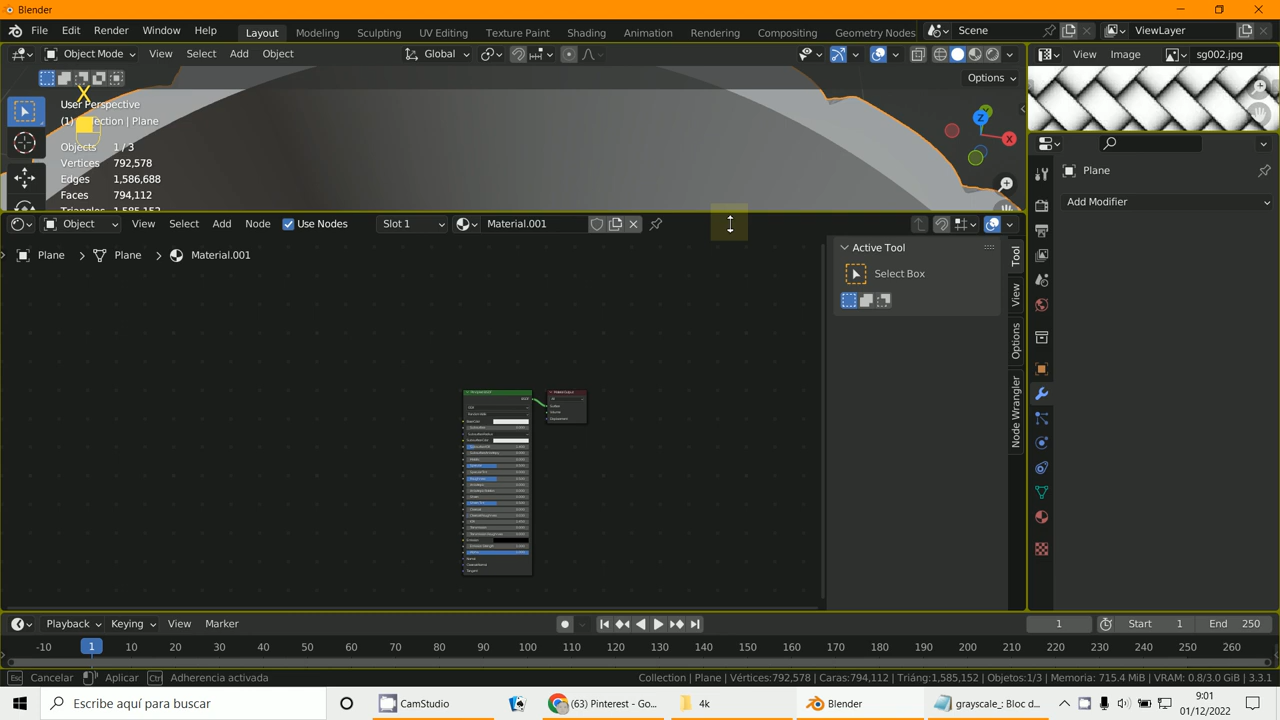 Blender
File Edit Render Window Help Layout Modeling Sculpting UV Editing Texture Paint Shading Animation Rendering Compositing Geometry Nodes Scene ViewLayer
Object Mode View Select Add Object Global View Image sg002.jpg
Options
User Perspective
(1) Collection | Plane
Objects 1 / 3
Vertices 792,578
Edges 1,586,688
Faces 794,112
Triangles 1,585,152
X
Z
X
Plane
Add Modifier
Object View Select Add Node Use Nodes Slot 1 Material.001
Plane Plane Material.001
Active Tool
Select Box
Tool
View
Options
Node Wrangler
Playback Keying View Marker 1 Start 1 End 250
-10 1 10 20 30 40 50 60 70 80 90 100 110 120 130 140 150 160 170 180 190 200 210 220 230 240 250 260
Esc Cancelar Aplicar Ctrl Adherencia activada Collection | Plane | Vértices:792,578 | Caras:794,112 | Triáng:1,585,152 | Objetos:1/3 | Memoria: 715.4 MiB | VRAM: 0.8/3.0 GiB | 3.3.1
Escribe aquí para buscar CamStudio (63) Pinterest - Go... 4k Blender grayscale_: Bloc d... 9:01
01/12/2022